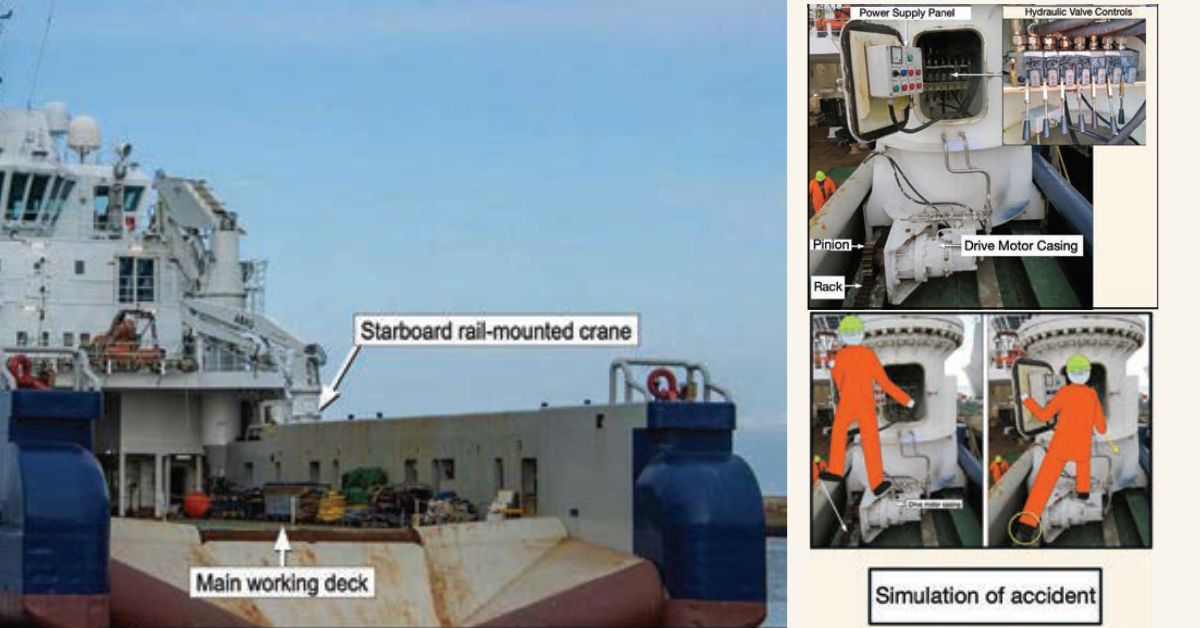 Starboard rail-mounted crane
Main working deck
Power Supply Panel
Hydraulic Valve Controls
Pinion
Drive Motor Casing
Rack
Drive motor casing
Simulation of accident